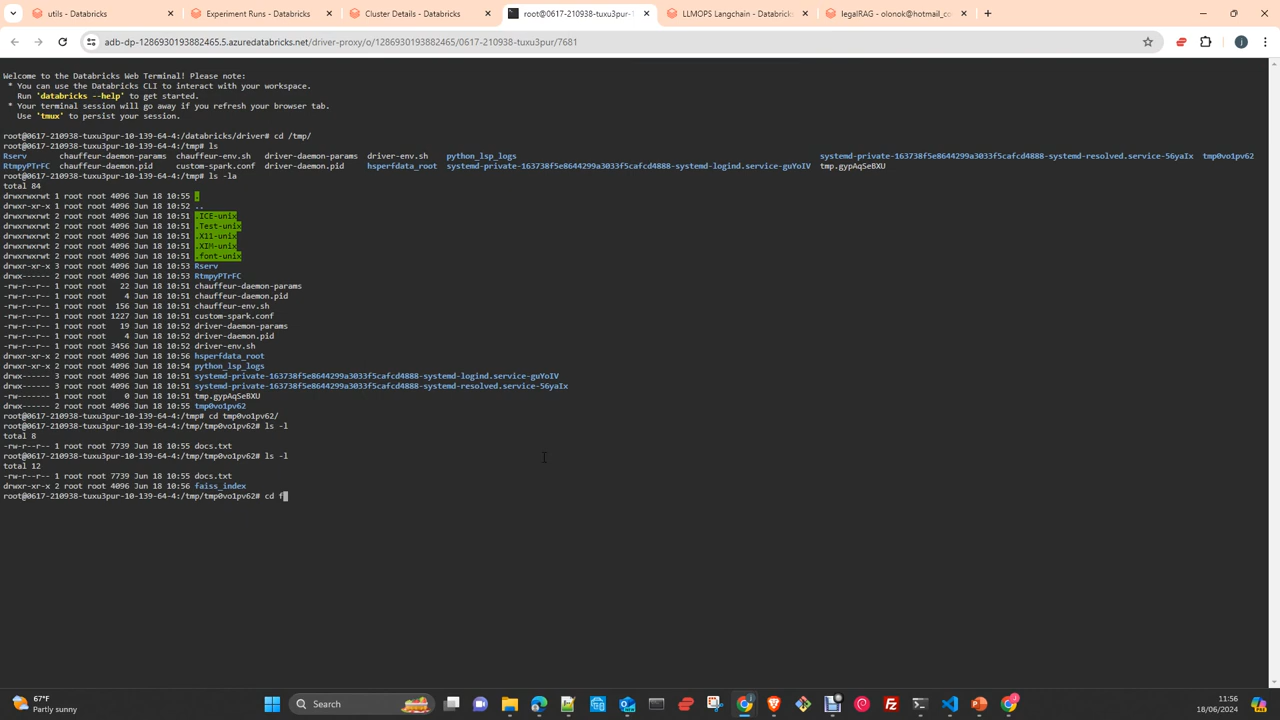 utils - Databricks
Experiment Runs - Databricks
Cluster Details - Databricks
root@0617-210938-tuxu3pur-1
LLMOPS Langchain - Databricks
legalRAG - olonok@hotmail_co
adb-dp-1286930193882465.5.azuredatabricks.net/driver-proxy/o/1286930193882465/0617-210938-tuxu3pur/7681
Welcome to the Databricks Web Terminal! Please note:
* You can use the Databricks CLI to interact with your workspace.
Run 'databricks --help' to get started.
* Your terminal session will go away if you refresh your browser tab.
Use 'tmux' to persist your session.
root@0617-210938-tuxu3pur-10-139-64-4:/databricks/driver# cd /tmp/
root@0617-210938-tuxu3pur-10-139-64-4:/tmp# ls
Rserv chauffeur-daemon-params chauffeur-env.sh driver-daemon-params driver-env.sh python_lsp_logs systemd-private-163738f5e8644299a3033f5cafcd4888-systemd-resolved.service-56yaIx tmp0vo1pv62
RtmpyPTrFC chauffeur-daemon.pid custom-spark.conf driver-daemon.pid hsperfdata_root systemd-private-163738f5e8644299a3033f5cafcd4888-systemd-logind.service-guYoIV tmp.gypAqSeBXU
root@0617-210938-tuxu3pur-10-139-64-4:/tmp# ls -la
total 84
drwxrwxrwt 1 root root 4096 Jun 18 10:55 .
drwxr-xr-x 1 root root 4096 Jun 18 10:52 ..
drwxrwxrwt 2 root root 4096 Jun 18 10:51 .ICE-unix
drwxrwxrwt 2 root root 4096 Jun 18 10:51 .Test-unix
drwxrwxrwt 2 root root 4096 Jun 18 10:51 .X11-unix
drwxrwxrwt 2 root root 4096 Jun 18 10:51 .XIM-unix
drwxrwxrwt 2 root root 4096 Jun 18 10:51 .font-unix
drwxr-xr-x 3 root root 4096 Jun 18 10:53 Rserv
drwx------ 2 root root 4096 Jun 18 10:53 RtmpyPTrFC
-rw-r--r-- 1 root root 22 Jun 18 10:51 chauffeur-daemon-params
-rw-r--r-- 1 root root 4 Jun 18 10:51 chauffeur-daemon.pid
-rw-r--r-- 1 root root 156 Jun 18 10:51 chauffeur-env.sh
-rw-r--r-- 1 root root 1227 Jun 18 10:51 custom-spark.conf
-rw-r--r-- 1 root root 19 Jun 18 10:52 driver-daemon-params
-rw-r--r-- 1 root root 4 Jun 18 10:52 driver-daemon.pid
-rw-r--r-- 1 root root 3456 Jun 18 10:52 driver-env.sh
drwxr-xr-x 2 root root 4096 Jun 18 10:56 hsperfdata_root
drwxr-xr-x 2 root root 4096 Jun 18 10:54 python_lsp_logs
drwx------ 3 root root 4096 Jun 18 10:51 systemd-private-163738f5e8644299a3033f5cafcd4888-systemd-logind.service-guYoIV
drwx------ 3 root root 4096 Jun 18 10:51 systemd-private-163738f5e8644299a3033f5cafcd4888-systemd-resolved.service-56yaIx
-rw------- 1 root root 0 Jun 18 10:51 tmp.gypAqSeBXU
drwx------ 2 root root 4096 Jun 18 10:55 tmp0vo1pv62
root@0617-210938-tuxu3pur-10-139-64-4:/tmp# cd tmp0vo1pv62/
root@0617-210938-tuxu3pur-10-139-64-4:/tmp/tmp0vo1pv62# ls -l
total 8
-rw-r--r-- 1 root root 7739 Jun 18 10:55 docs.txt
root@0617-210938-tuxu3pur-10-139-64-4:/tmp/tmp0vo1pv62# ls -l
total 12
-rw-r--r-- 1 root root 7739 Jun 18 10:55 docs.txt
drwxr-xr-x 2 root root 4096 Jun 18 10:56 faiss_index
root@0617-210938-tuxu3pur-10-139-64-4:/tmp/tmp0vo1pv62# cd f
67°F
Partly sunny
Search
11:56
18/06/2024